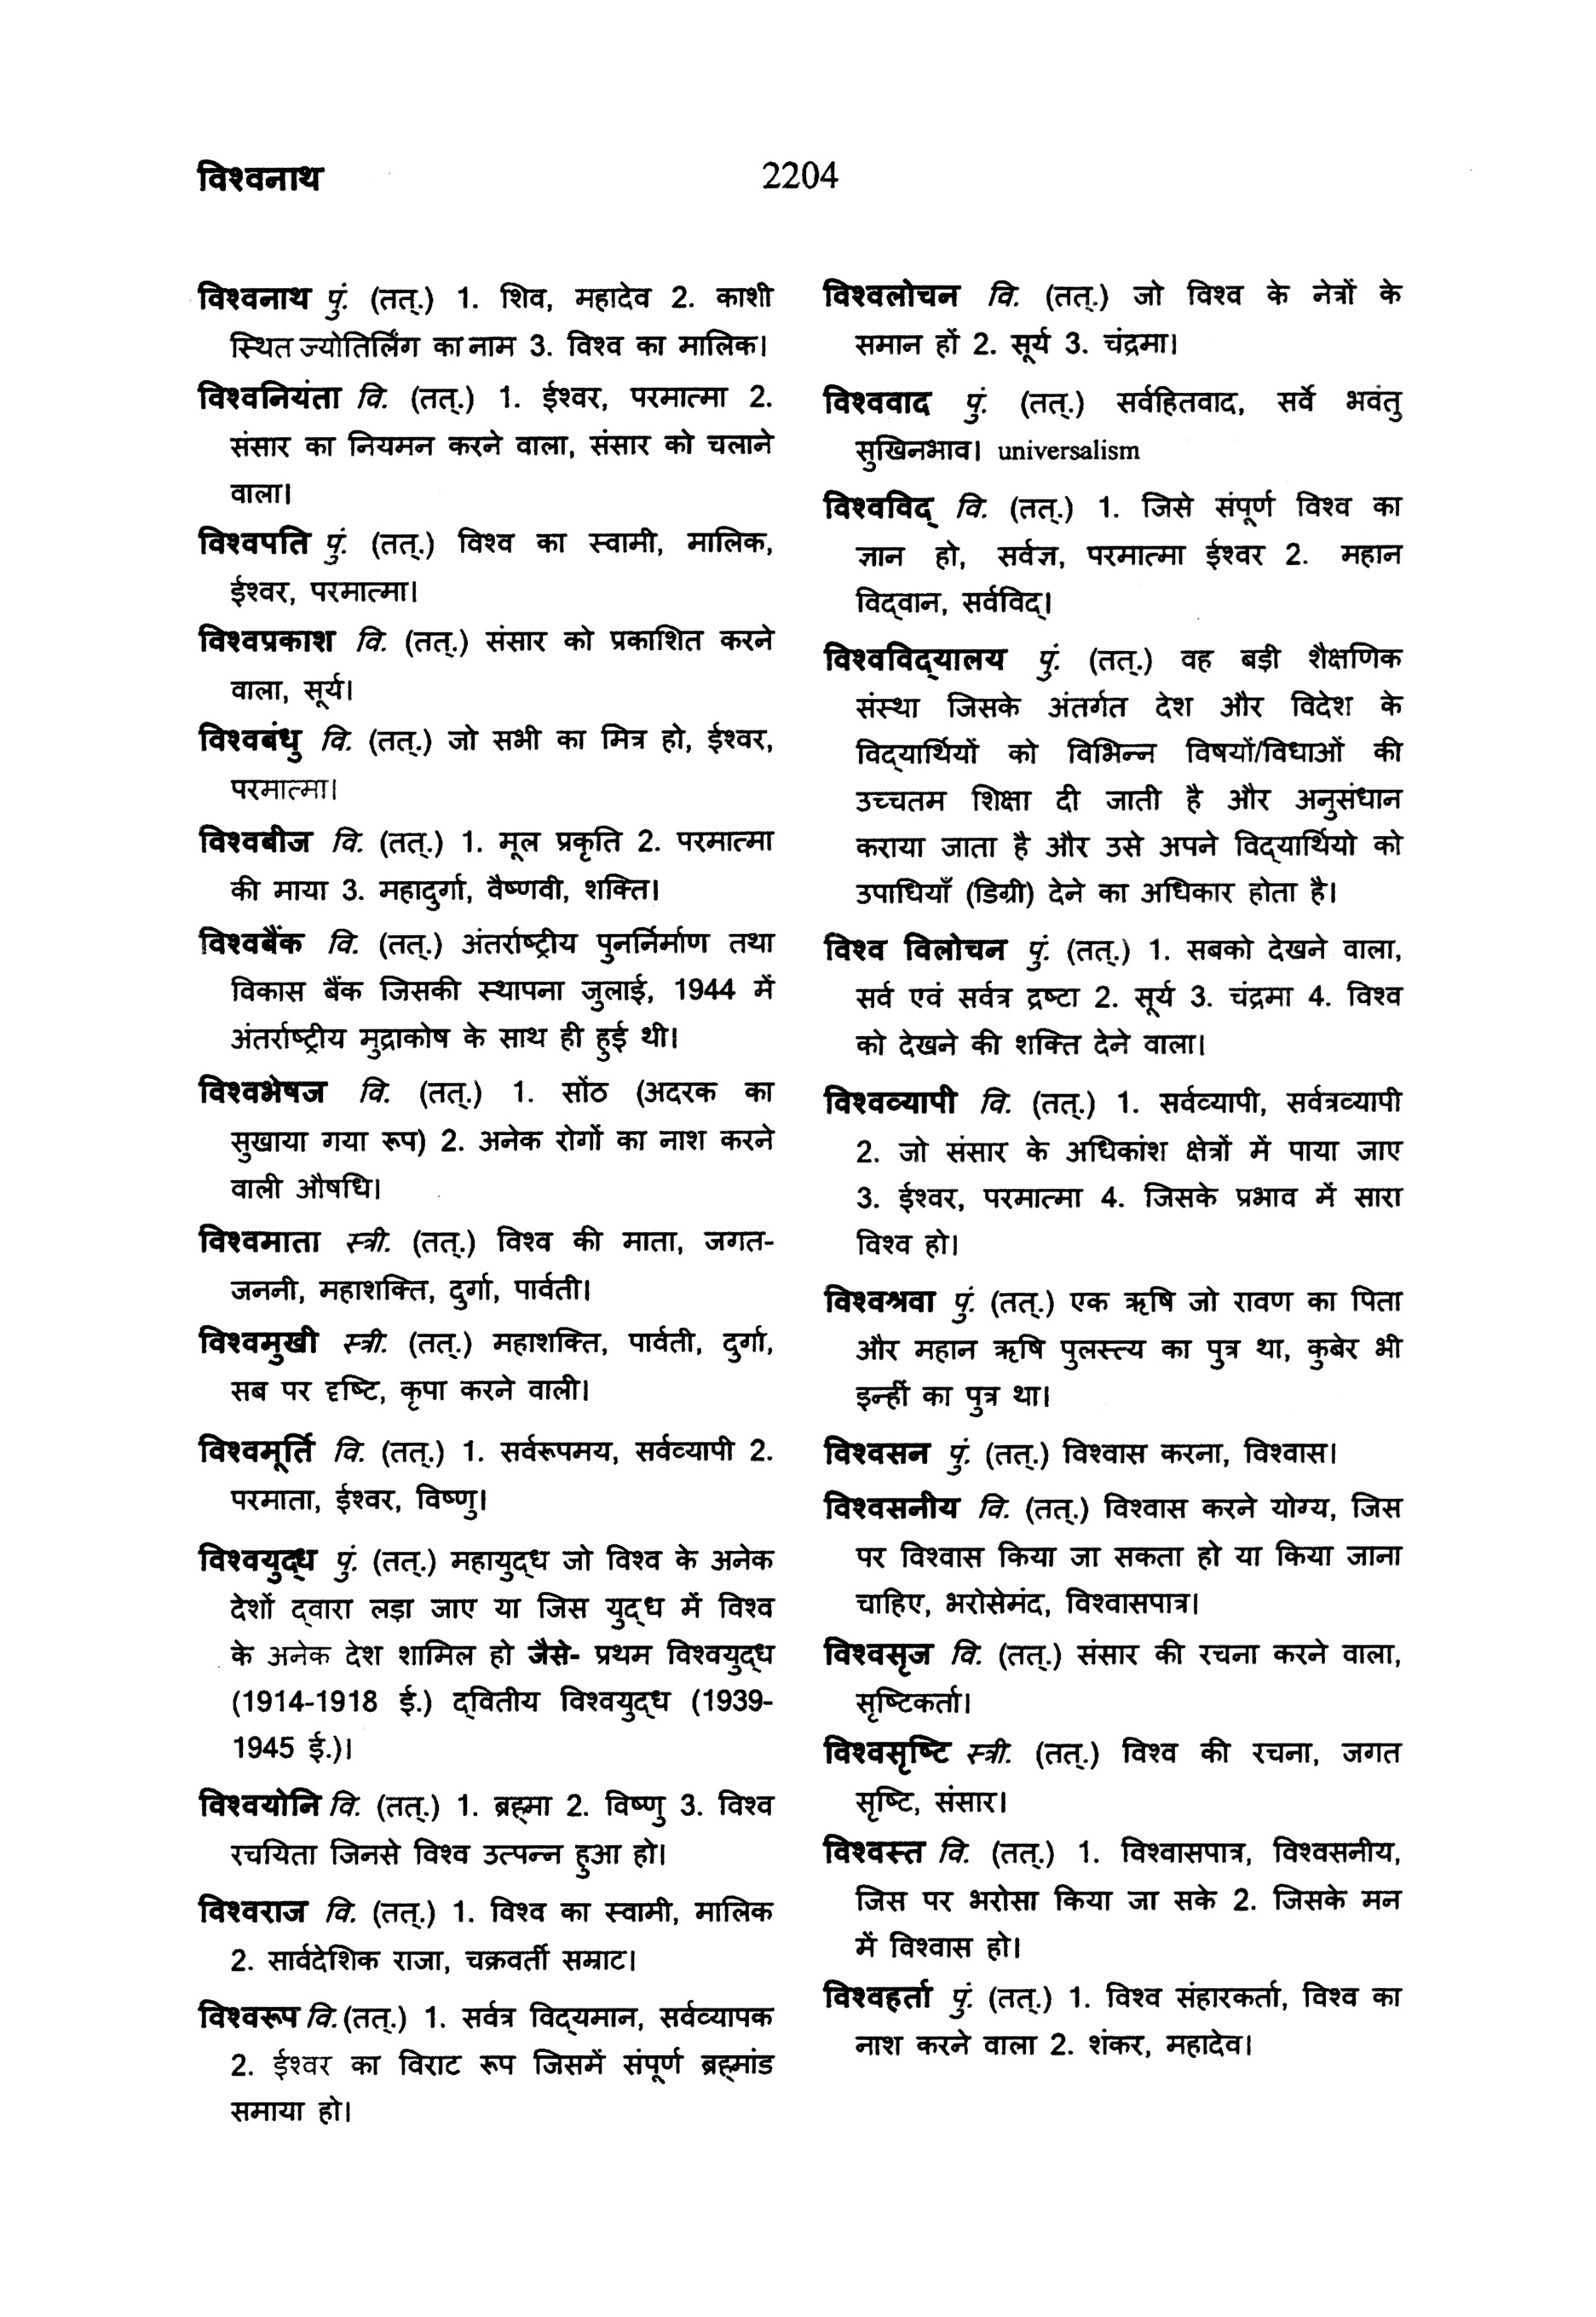 विश्वनाथ
2204
विश्वनाथ पुं. (तत्.) 1. शिव, महादेव 2. काशी
स्थित ज्योतिर्लिंग का नाम 3. विश्व का मालिक।
विश्वनियंता वि. (तत्.) 1. ईश्वर, परमात्मा 2.
संसार का नियमन करने वाला, संसार को चलाने
वाला।
विश्वपति पुं. (तत्.) विश्व का स्वामी, मालिक,
ईश्वर, परमात्मा।
विश्वप्रकाश वि. (तत्.) संसार को प्रकाशित करने
वाला, सूर्य।
विश्वबंधु वि. (तत्.) जो सभी का मित्र हो, ईश्वर,
परमात्मा।
विश्वबीज वि. (तत्.) 1. मूल प्रकृति 2. परमात्मा
की माया 3. महादुर्गा, वैष्णवी, शक्ति।
विश्वबैंक वि. (तत्.) अंतर्राष्ट्रीय पुनर्निर्माण तथा
विकास बैंक जिसकी स्थापना जुलाई, 1944 में
अंतर्राष्ट्रीय मुद्राकोष के साथ ही हुई थी।
विश्वभेषज वि. (तत्.) 1. सोंठ (अदरक का
सुखाया गया रूप) 2. अनेक रोगों का नाश करने
वाली औषधि।
विश्वमाता स्त्री. (तत्.) विश्व की माता, जगत-
जननी, महाशक्ति, दुर्गा, पार्वती।
विश्वमुखी स्त्री. (तत्.) महाशक्ति, पार्वती, दुर्गा,
सब पर दृष्टि, कृपा करने वाली।
विश्वमूर्ति वि. (तत्.) 1. सर्वरूपमय, सर्वव्यापी 2.
परमाता, ईश्वर, विष्णु।
विश्वयुद्ध पुं. (तत्.) महायुद्ध जो विश्व के अनेक
देशों द्वारा लड़ा जाए या जिस युद्ध में विश्व
के अनेक देश शामिल हो जैसे- प्रथम विश्वयुद्ध
(1914-1918 ई.) द्वितीय विश्वयुद्ध (1939-
1945 ई.)।
विश्वयोनि वि. (तत्.) 1. ब्रह्मा 2. विष्णु 3. विश्व
रचयिता जिनसे विश्व उत्पन्न हुआ हो।
विश्वराज वि. (तत्.) 1. विश्व का स्वामी, मालिक
2. सार्वदेशिक राजा, चक्रवर्ती सम्राट।
विश्वरूप वि. (तत्.) 1. सर्वत्र विद्यमान, सर्वव्यापक
2. ईश्वर का विराट रूप जिसमें संपूर्ण ब्रह्मांड
समाया हो।
विश्वलोचन वि. (तत्.) जो विश्व के नेत्रों के
समान हों 2. सूर्य 3. चंद्रमा।
विश्ववाद पुं. (तत्.) सर्वहितवाद, सर्वे भवंतु
सुखिनभाव। universalism
विश्वविद् वि. (तत्.) 1. जिसे संपूर्ण विश्व का
ज्ञान हो, सर्वज्ञ, परमात्मा ईश्वर 2. महान
विद्वान, सर्वविद्।
विश्वविद्यालय पुं. (तत्.) वह बड़ी शैक्षणिक
संस्था जिसके अंतर्गत देश और विदेश के
विद्यार्थियों को विभिन्न विषयों/विधाओं की
उच्चतम शिक्षा दी जाती है और अनुसंधान
कराया जाता है और उसे अपने विद्यार्थियो को
उपाधियाँ (डिग्री) देने का अधिकार होता है।
विश्व विलोचन पुं. (तत्.) 1. सबको देखने वाला,
सर्व एवं सर्वत्र द्रष्टा 2. सूर्य 3. चंद्रमा 4. विश्व
को देखने की शक्ति देने वाला।
विश्वव्यापी वि. (तत्.) 1. सर्वव्यापी, सर्वत्रव्यापी
2. जो संसार के अधिकांश क्षेत्रों में पाया जाए
3. ईश्वर, परमात्मा 4. जिसके प्रभाव में सारा
विश्व हो।
विश्वश्रवा पुं. (तत्.) एक ऋषि जो रावण का पिता
और महान ऋषि पुलस्त्य का पुत्र था, कुबेर भी
इन्हीं का पुत्र था।
विश्वसन पुं. (तत्.) विश्वास करना, विश्वास।
विश्वसनीय वि. (तत्.) विश्वास करने योग्य, जिस
पर विश्वास किया जा सकता हो या किया जाना
चाहिए, भरोसेमंद, विश्वासपात्र।
विश्वसृज वि. (तत्.) संसार की रचना करने वाला,
सृष्टिकर्ता।
विश्वसृष्टि स्त्री. (तत्.) विश्व की रचना, जगत
सृष्टि, संसार।
विश्वस्त वि. (तत्.) 1. विश्वासपात्र, विश्वसनीय,
जिस पर भरोसा किया जा सके 2. जिसके मन
में विश्वास हो।
विश्वहर्ता पुं. (तत्.) 1. विश्व संहारकर्ता, विश्व का
नाश करने वाला 2. शंकर, महादेव।